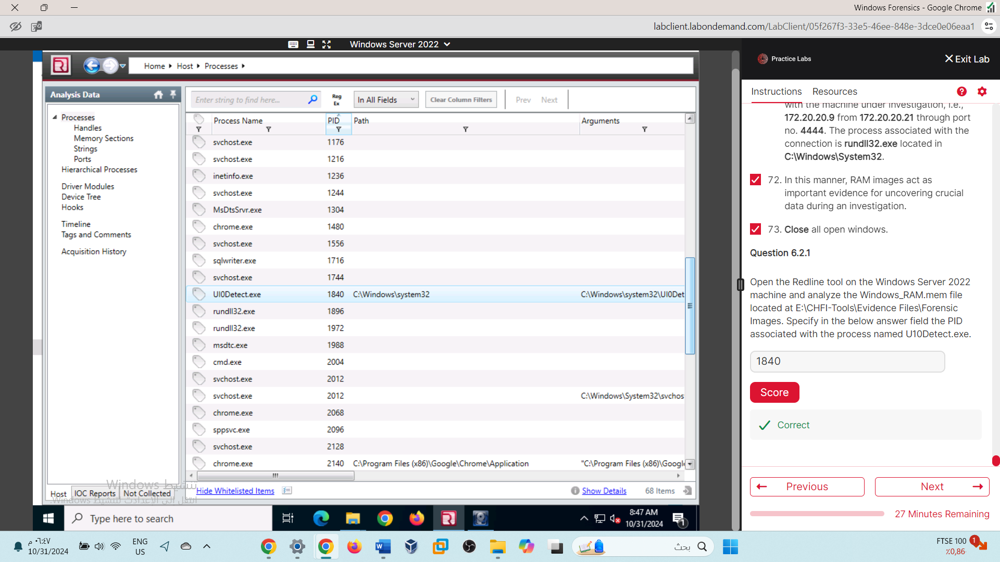 Windows Forensics - Google Chrome
labclient.labondemand.com/LabClient/05f267f3-33e5-46ee-848e-3dce0e06eaa1
Windows Server 2022
Practice Labs
Exit Lab
Home Host Processes
Analysis Data
Processes
Handles
Memory Sections
Strings
Ports
Hierarchical Processes
Driver Modules
Device Tree
Hooks
Timeline
Tags and Comments
Acquisition History
Host IOC Reports Not Collected
Enter string to find here...
Reg
Ex
In All Fields
Clear Column Filters
Prev Next
Process Name PID Path Arguments
svchost.exe 1176
svchost.exe 1216
inetinfo.exe 1236
svchost.exe 1244
MsDtsSrvr.exe 1304
chrome.exe 1480
svchost.exe 1556
sqlwriter.exe 1716
svchost.exe 1744
UI0Detect.exe 1840 C:\Windows\system32 C:\Windows\system32\UI0Det
rundll32.exe 1896
rundll32.exe 1972
msdtc.exe 1988
cmd.exe 2004
svchost.exe 2012
svchost.exe 2012 C:\Windows\System32\svchos
chrome.exe 2068
sppsvc.exe 2096
svchost.exe 2128
chrome.exe 2140 C:\Program Files (x86)\Google\Chrome\Application "C:\Program Files (x86)\Googl
Hide Whitelisted Items
Show Details
68 Items
تنشيط Windows
انتقل إلى الإعدادات لتنشيط Windows.
Type here to search
8:47 AM
10/31/2024
1
Instructions Resources
with the machine under investigation, i.e.,
172.20.20.9 from 172.20.20.21 through port
no. 4444. The process associated with the
connection is rundll32.exe located in
C:\Windows\System32.
72. In this manner, RAM images act as
important evidence for uncovering crucial
data during an investigation.
73. Close all open windows.
Question 6.2.1
Open the Redline tool on the Windows Server 2022
machine and analyze the Windows_RAM.mem file
located at E:\CHFI-Tools\Evidence Files\Forensic
Images. Specify in the below answer field the PID
associated with the process named U10Detect.exe.
1840
Score
Correct
Previous
Next
27 Minutes Remaining
٠٦:٤٧ م
10/31/2024
ENG
US
بحث
FTSE 100
٪0,86-
1